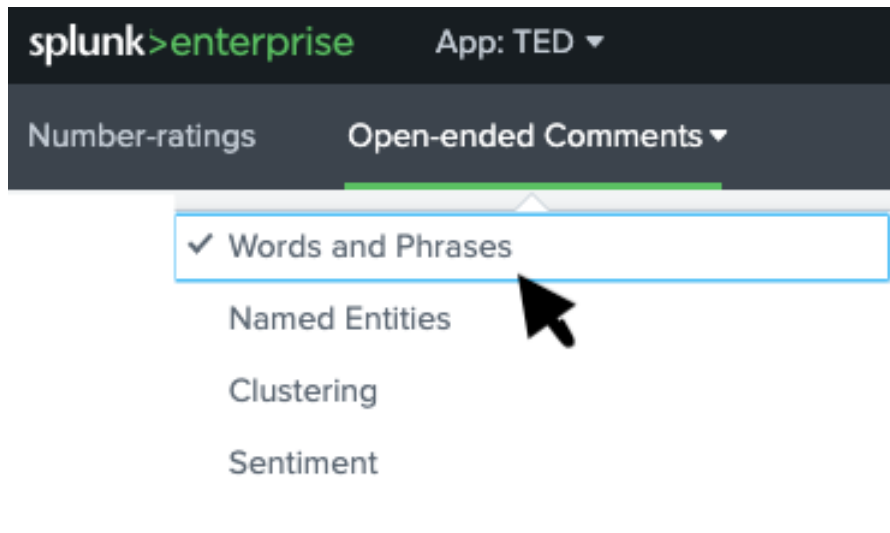 splunk>enterprise App: TED
Number-ratings Open-ended Comments
Words and Phrases
Named Entities
Clustering
Sentiment